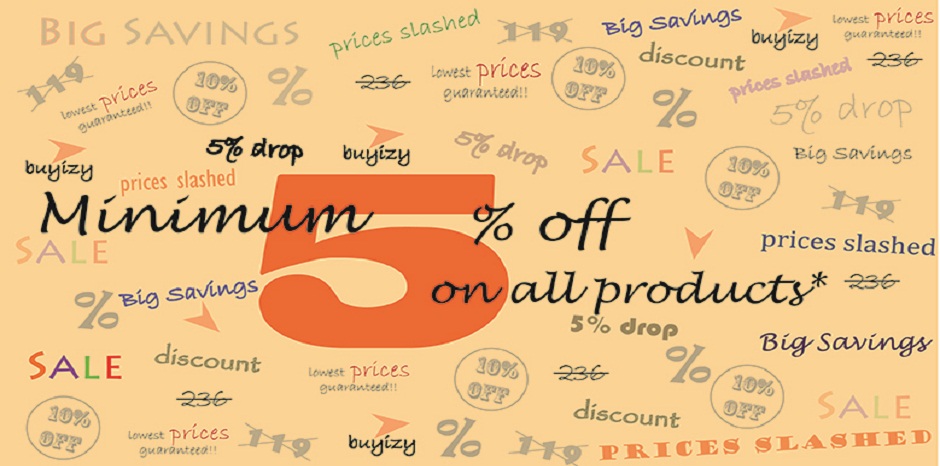 BIG SAVINGS
prices slashed
119
Big Savings
buyizy
lowest prices
guaranteed!!
119
lowest prices
guaranteed!!
10%
OFF
%
236
lowest prices
guaranteed!!
10%
OFF
discount
%
prices slashed
236
5% drop
buyizy
prices slashed
5% drop
buyizy
5% drop
SALE
10%
OFF
Big Savings
119
Minimum 5 % off
on all products*
SALE
prices slashed
236
%
Big Savings
5% drop
Big Savings
SALE
discount
236
lowest prices
guaranteed!!
10%
OFF
236
%
10%
OFF
SALE
10%
OFF
lowest prices
guaranteed!!
119
buyizy
%
119
discount
PRICES SLASHED